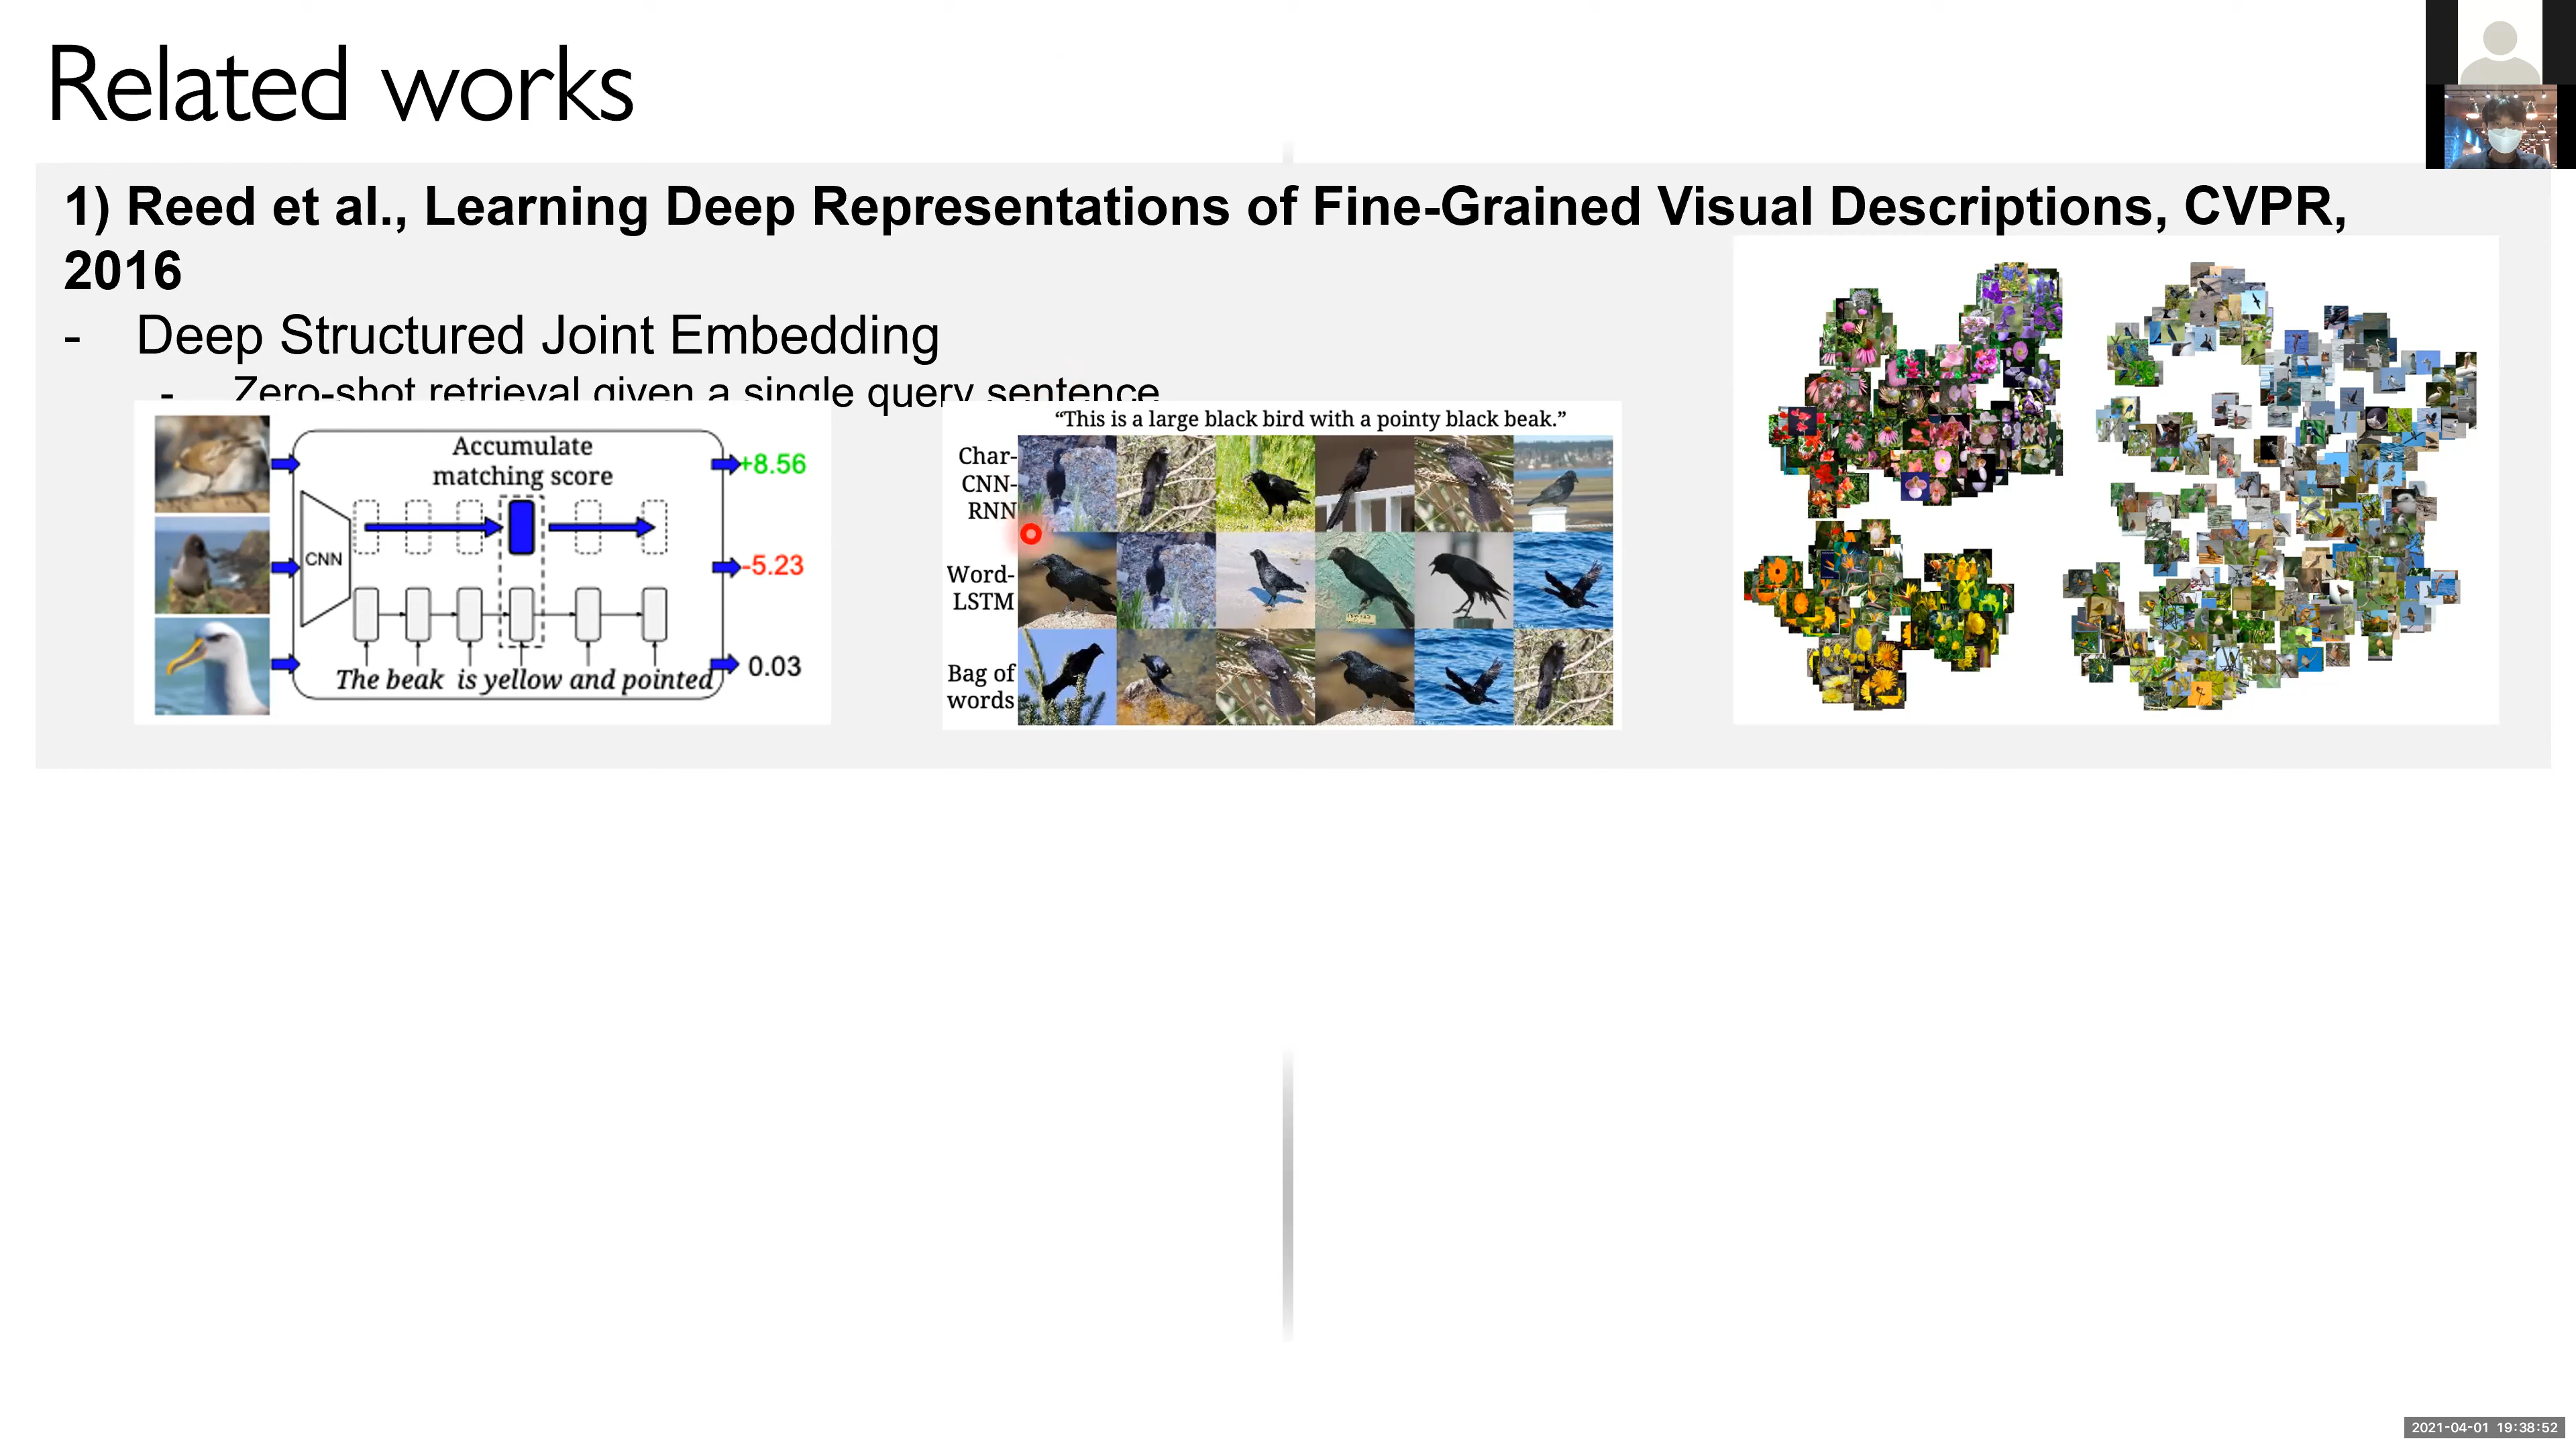 Related works
1) Reed et al., Learning Deep Representations of Fine-Grained Visual Descriptions, CVPR,
2016
- Deep Structured Joint Embedding
- Zero-shot retrieval given a single query sentence
Accumulate
matching score
CNN
+8.56
-5.23
0.03
The beak is yellow and pointed
“This is a large black bird with a pointy black beak.”
Char-
CNN-
RNN
Word-
LSTM
Bag of
words
2021-04-01 19:38:52